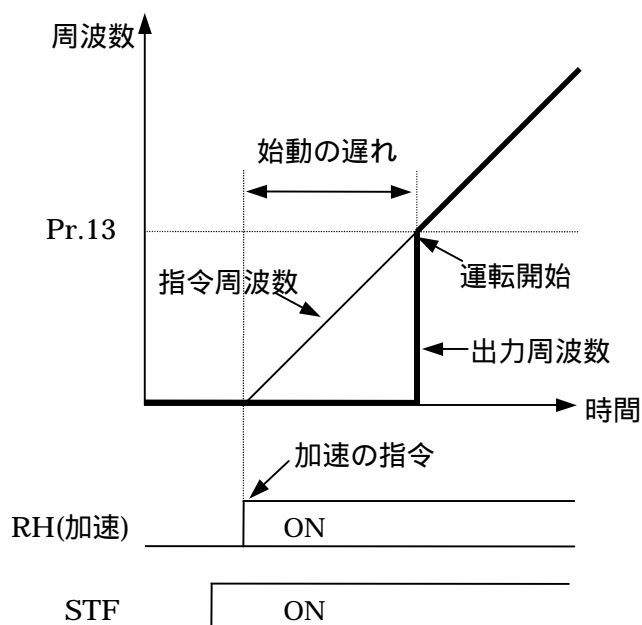 周波数
始動の遅れ
Pr.13
指令周波数
運転開始
出力周波数
時間
加速の指令
RH(加速)
ON
STF
ON